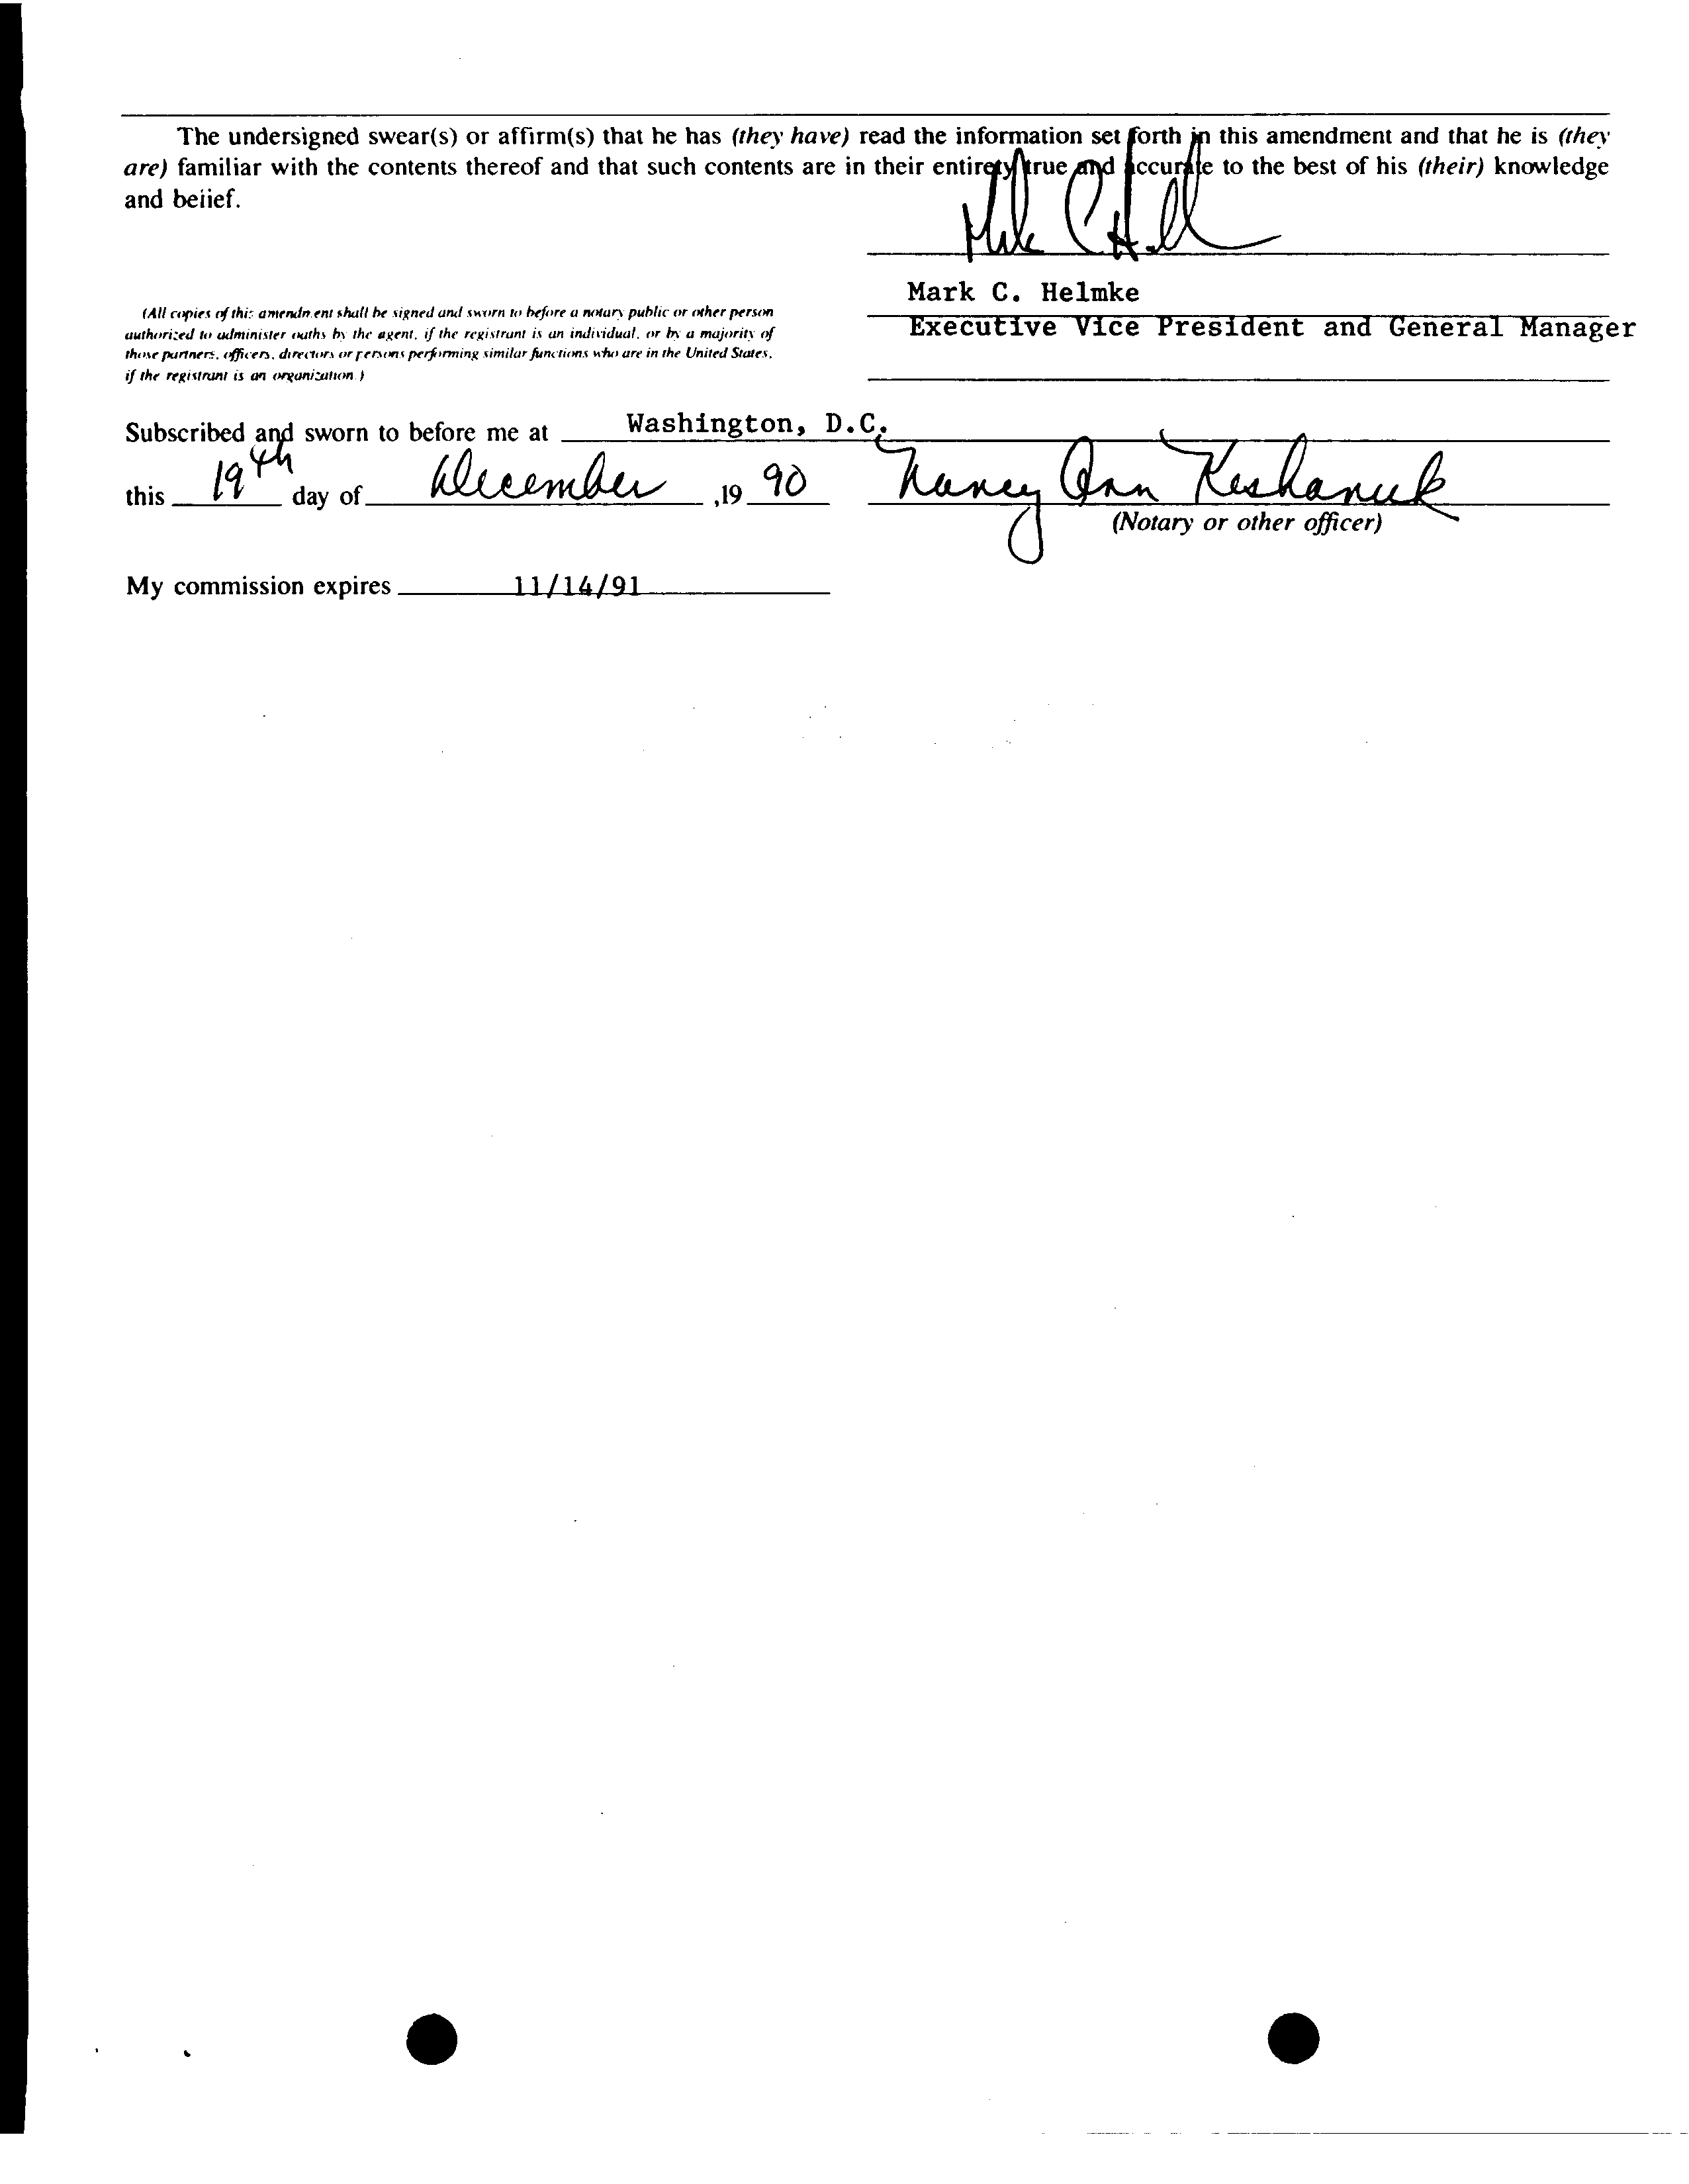 The undersigned swear(s) or affirm(s) that he has (they have) read the information set forth in this amendment and that he is (they
are) familiar with the contents thereof and that such contents are in their entirety true and accurate to the best of his (their) knowledge
and belief.
Mark C. Helmke
Executive Vice President and General Manager
(All copies of this amendment shall be signed and sworn to before a notary public or other person
authorized to administer oaths by the agent, if the registrant is an individual, or by a majority of
those partners, officers, directors or persons performing similar functions who are in the United States,
if the registrant is an organization.)
Subscribed and sworn to before me at Washington, D.C.
this 19th day of December ,19 90 Nancy Ann Keshanuk
(Notary or other officer)
My commission expires 11/14/91